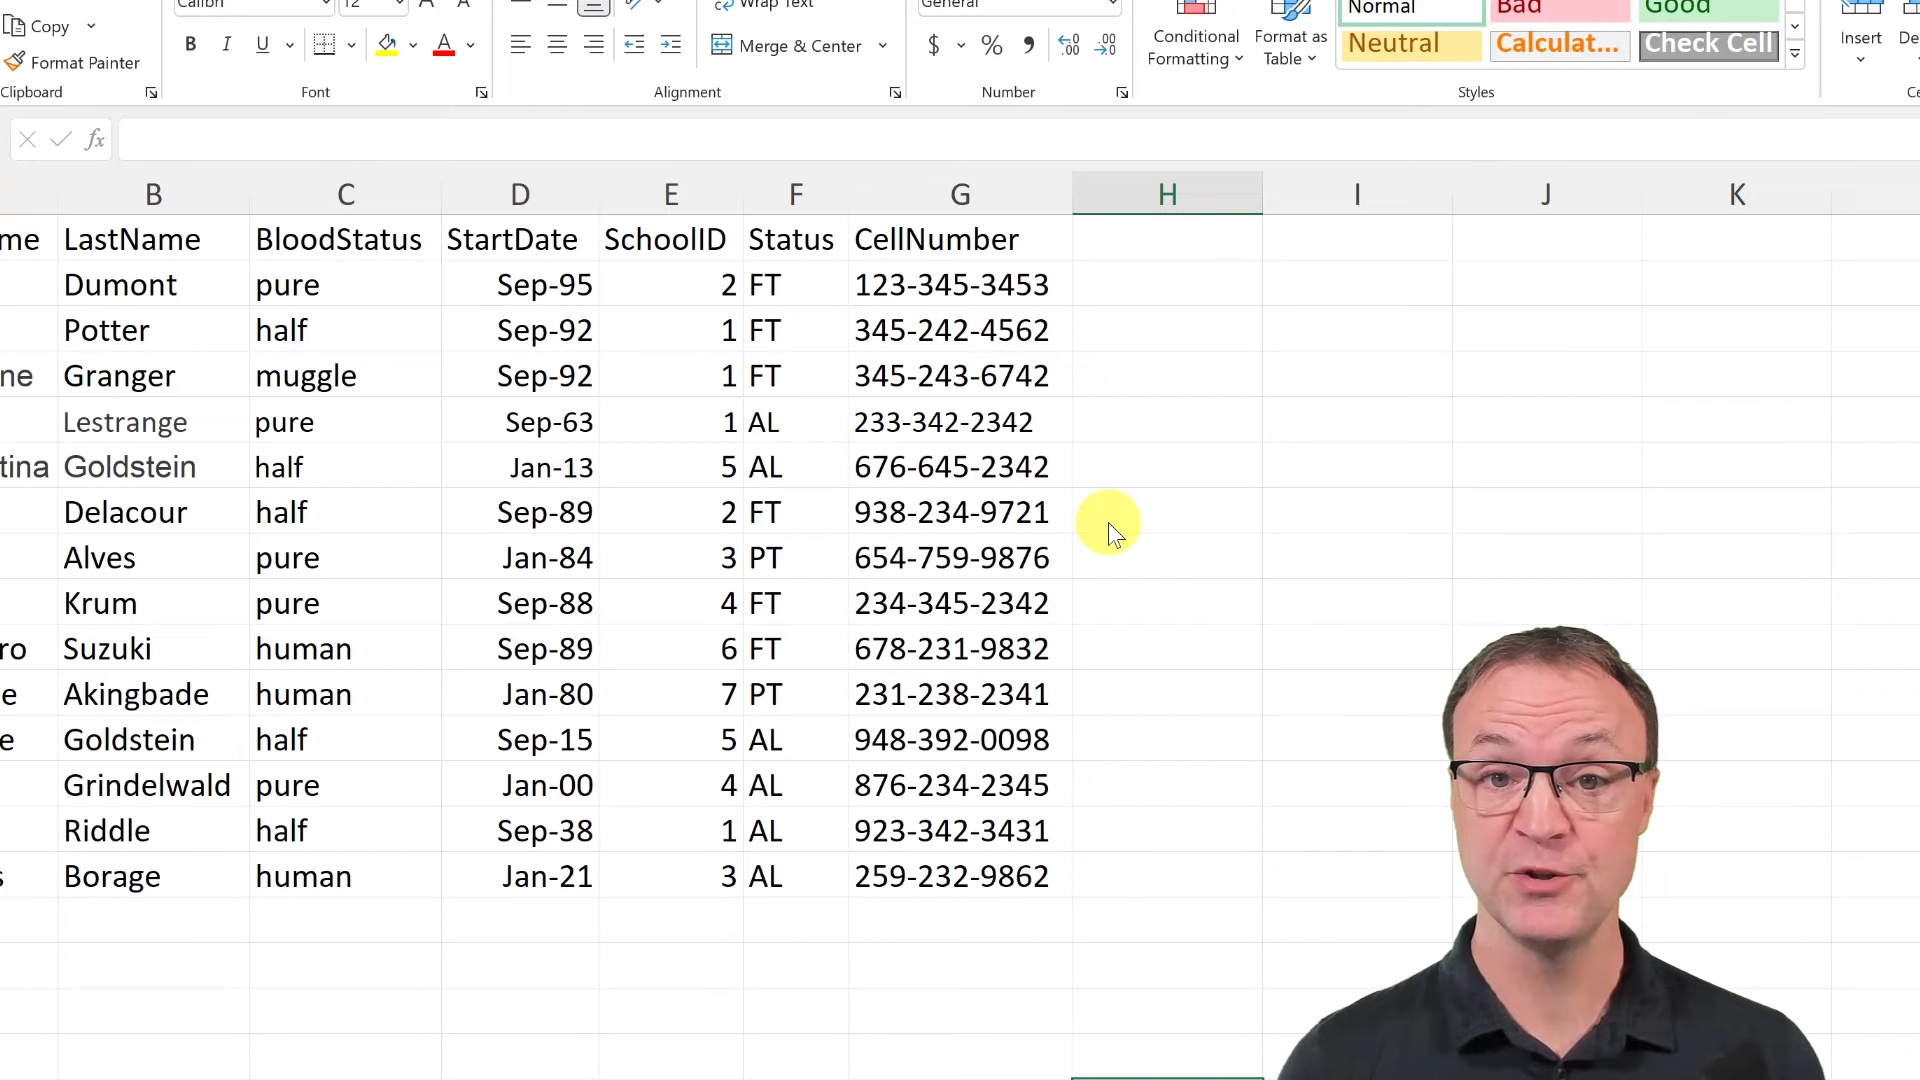 Calibri 12 Wrap Text General Normal Bad Good
Copy B I U Merge & Center $ % Conditional Formatting Format as Table Neutral Calculat... Check Cell Insert
Format Painter
Clipboard Font Alignment Number Styles
fx
B C D E F G H I J K
me LastName BloodStatus StartDate SchoolID Status CellNumber
Dumont pure Sep-95 2 FT 123-345-3453
Potter half Sep-92 1 FT 345-242-4562
ne Granger muggle Sep-92 1 FT 345-243-6742
Lestrange pure Sep-63 1 AL 233-342-2342
tina Goldstein half Jan-13 5 AL 676-645-2342
Delacour half Sep-89 2 FT 938-234-9721
Alves pure Jan-84 3 PT 654-759-9876
Krum pure Sep-88 4 FT 234-345-2342
ro Suzuki human Sep-89 6 FT 678-231-9832
e Akingbade human Jan-80 7 PT 231-238-2341
e Goldstein half Sep-15 5 AL 948-392-0098
Grindelwald pure Jan-00 4 AL 876-234-2345
Riddle half Sep-38 1 AL 923-342-3431
s Borage human Jan-21 3 AL 259-232-9862